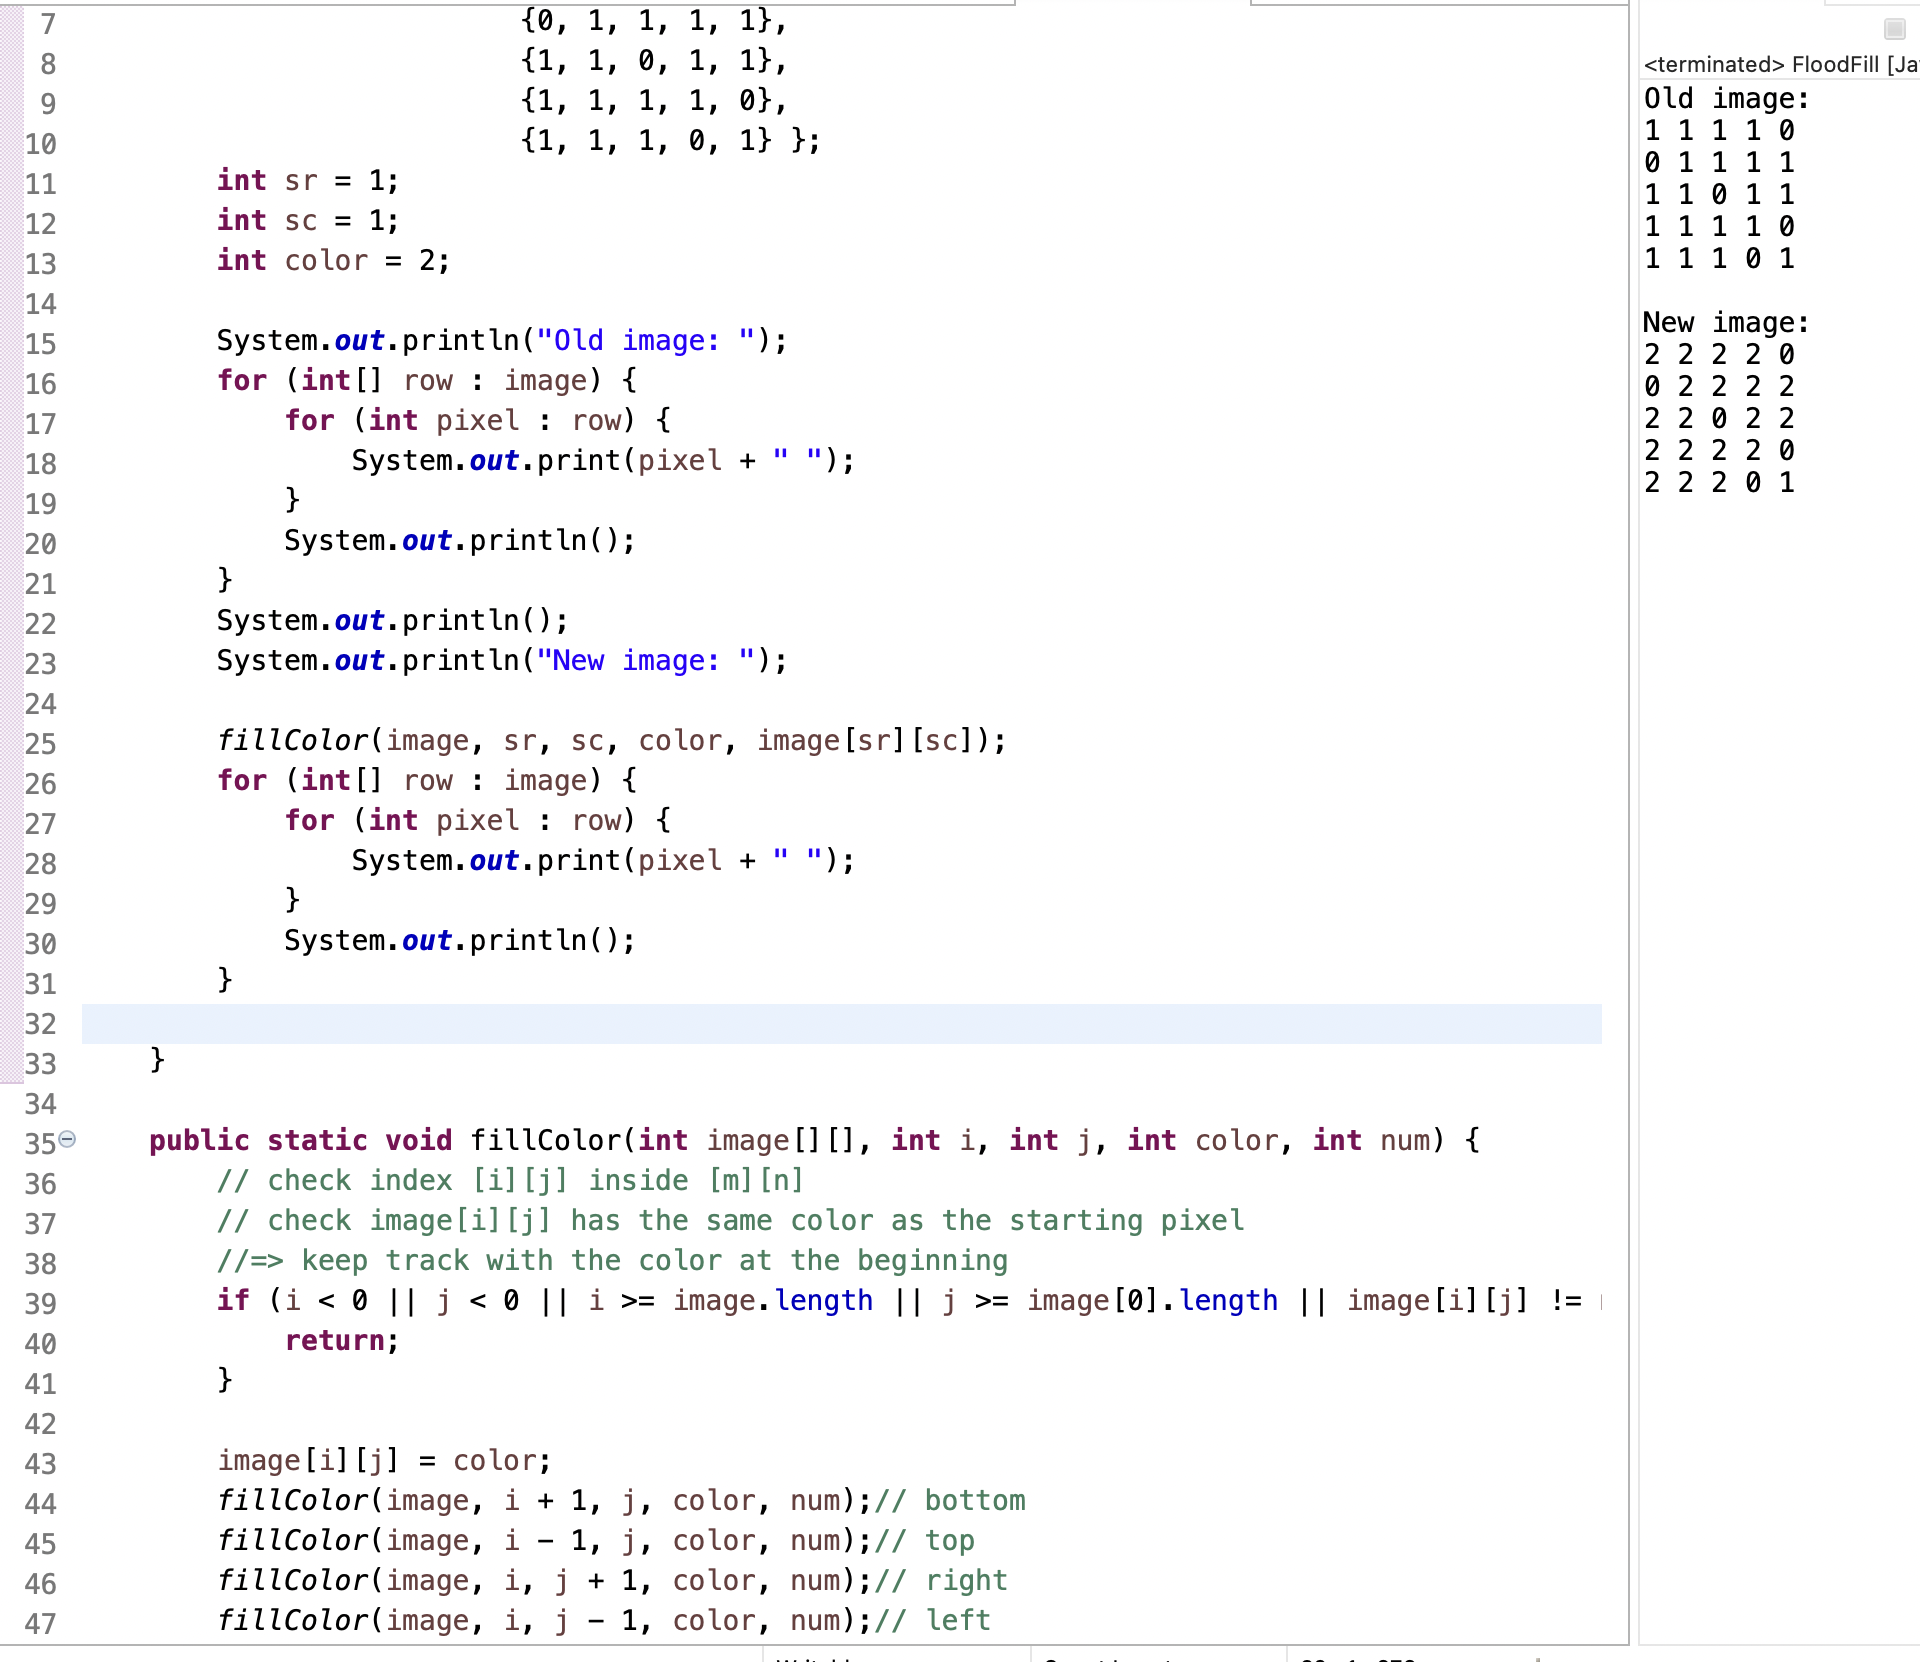 7 {0, 1, 1, 1, 1},
8 {1, 1, 0, 1, 1},
9 {1, 1, 1, 1, 0},
10 {1, 1, 1, 0, 1} };
11 int sr = 1;
12 int sc = 1;
13 int color = 2;
14
15 System.out.println("Old image: ");
16 for (int[] row : image) {
17 for (int pixel : row) {
18 System.out.print(pixel + " ");
19 }
20 System.out.println();
21 }
22 System.out.println();
23 System.out.println("New image: ");
24
25 fillColor(image, sr, sc, color, image[sr][sc]);
26 for (int[] row : image) {
27 for (int pixel : row) {
28 System.out.print(pixel + " ");
29 }
30 System.out.println();
31 }
32
33 }
34
35 public static void fillColor(int image[][], int i, int j, int color, int num) {
36 // check index [i][j] inside [m][n]
37 // check image[i][j] has the same color as the starting pixel
38 //=> keep track with the color at the beginning
39 if (i < 0 || j < 0 || i >= image.length || j >= image[0].length || image[i][j] !=
40 return;
41 }
42
43 image[i][j] = color;
44 fillColor(image, i + 1, j, color, num);// bottom
45 fillColor(image, i - 1, j, color, num);// top
46 fillColor(image, i, j + 1, color, num);// right
47 fillColor(image, i, j - 1, color, num);// left
<terminated> FloodFill [Ja
Old image:
1 1 1 1 0
0 1 1 1 1
1 1 0 1 1
1 1 1 1 0
1 1 1 0 1
New image:
2 2 2 2 0
0 2 2 2 2
2 2 0 2 2
2 2 2 2 0
2 2 2 0 1